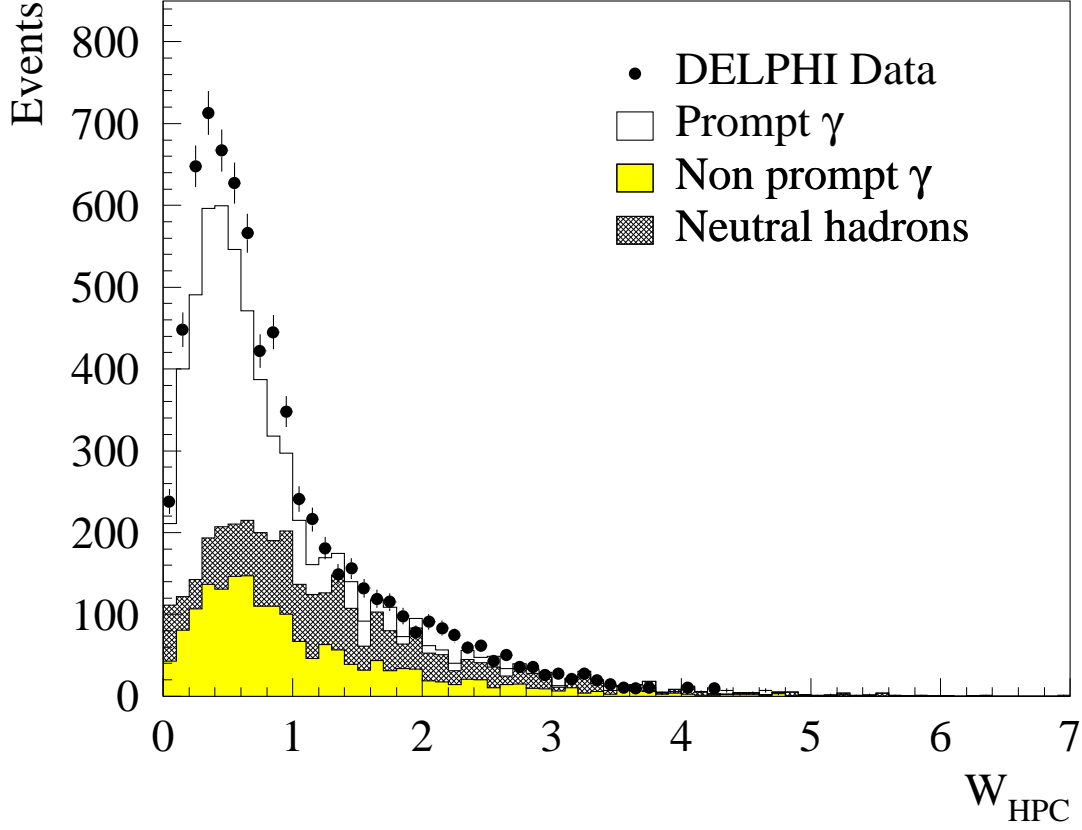 Events
800
700
600
500
400
300
200
100
0
DELPHI Data
Prompt γ
Non prompt γ
Neutral hadrons
0 1 2 3 4 5 6 7
W_HPC